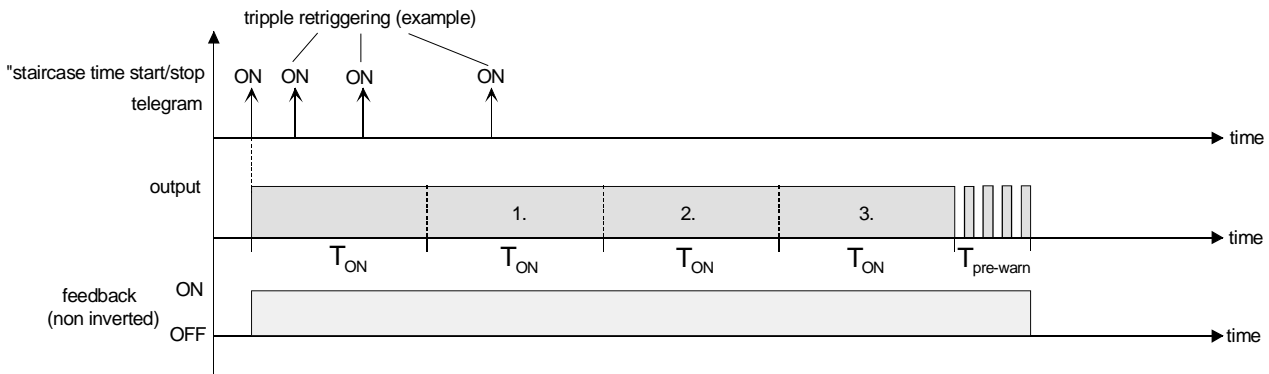 tripple retriggering (example)
"staircase time start/stop
telegram
ON ON ON ON
time
output
1. 2. 3.
time
TON TON TON TON Tpre-warn
feedback
(non inverted)
ON
OFF
time